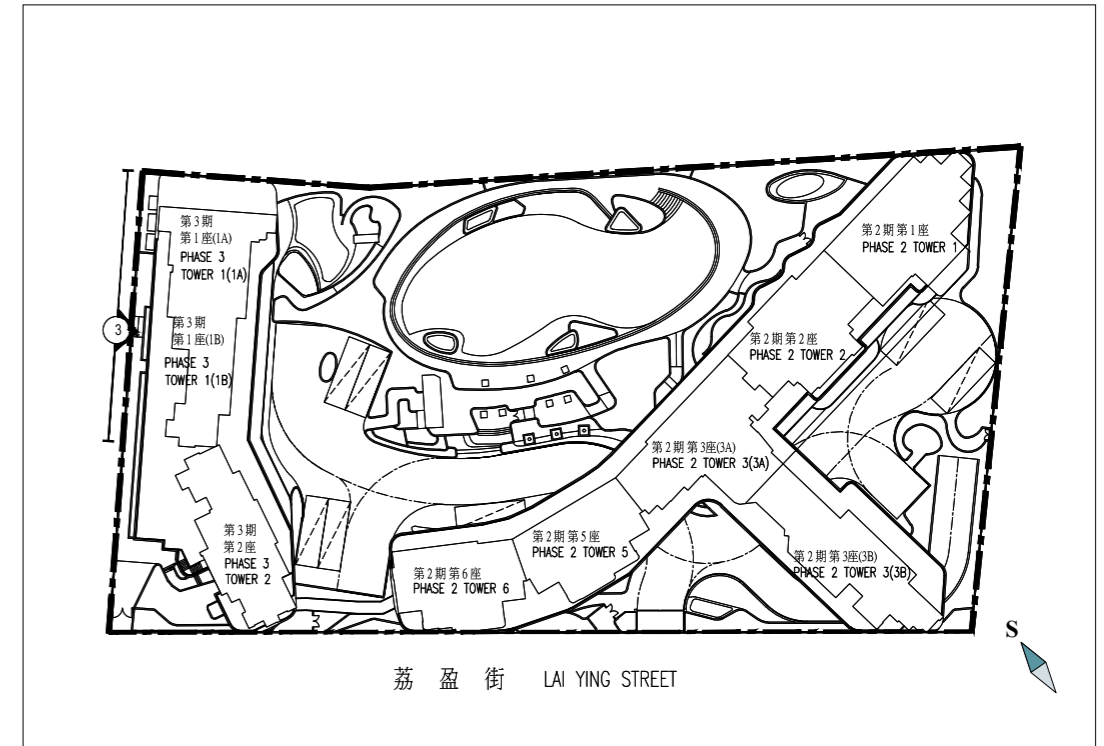 第3期
第1座(1A)
PHASE 3
TOWER 1(1A)
第2期第1座
PHASE 2 TOWER 1
3
第3期
第1座(1B)
PHASE 3
TOWER 1(1B)
第2期第2座
PHASE 2 TOWER 2
第2期第3座(3A)
PHASE 2 TOWER 3(3A)
第3期
第2座
PHASE 3
TOWER 2
第2期第5座
PHASE 2 TOWER 5
第2期第3座(3B)
PHASE 2 TOWER 3(3B)
第2期第6座
PHASE 2 TOWER 6
S
荔盈街 LAI YING STREET